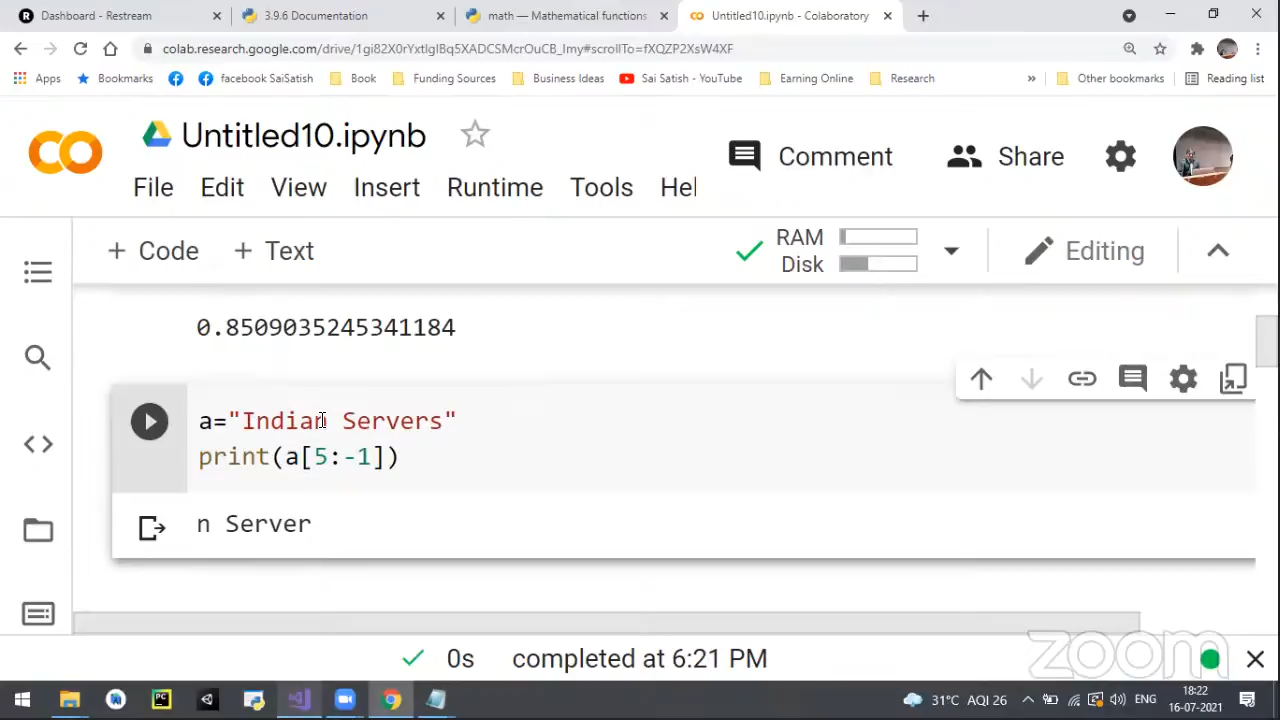 Dashboard - Restream
3.9.6 Documentation
math — Mathematical functions
Untitled10.ipynb - Colaboratory
colab.research.google.com/drive/1gi82X0rYxtlglBq5XADCSMcrOuCB_lmy#scrollTo=fXQZP2XsW4XF
Apps
Bookmarks
facebook SaiSatish
Book
Funding Sources
Business Ideas
Sai Satish - YouTube
Earning Online
Research
»
Other bookmarks
Reading list
Untitled10.ipynb
Comment
Share
File Edit View Insert Runtime Tools Hel
+ Code + Text
RAM
Disk
Editing
0.8509035245341184
a="Indian Servers"
print(a[5:-1])
n Server
0s completed at 6:21 PM
zoom
31°C AQI 26
ENG
18:22
16-07-2021